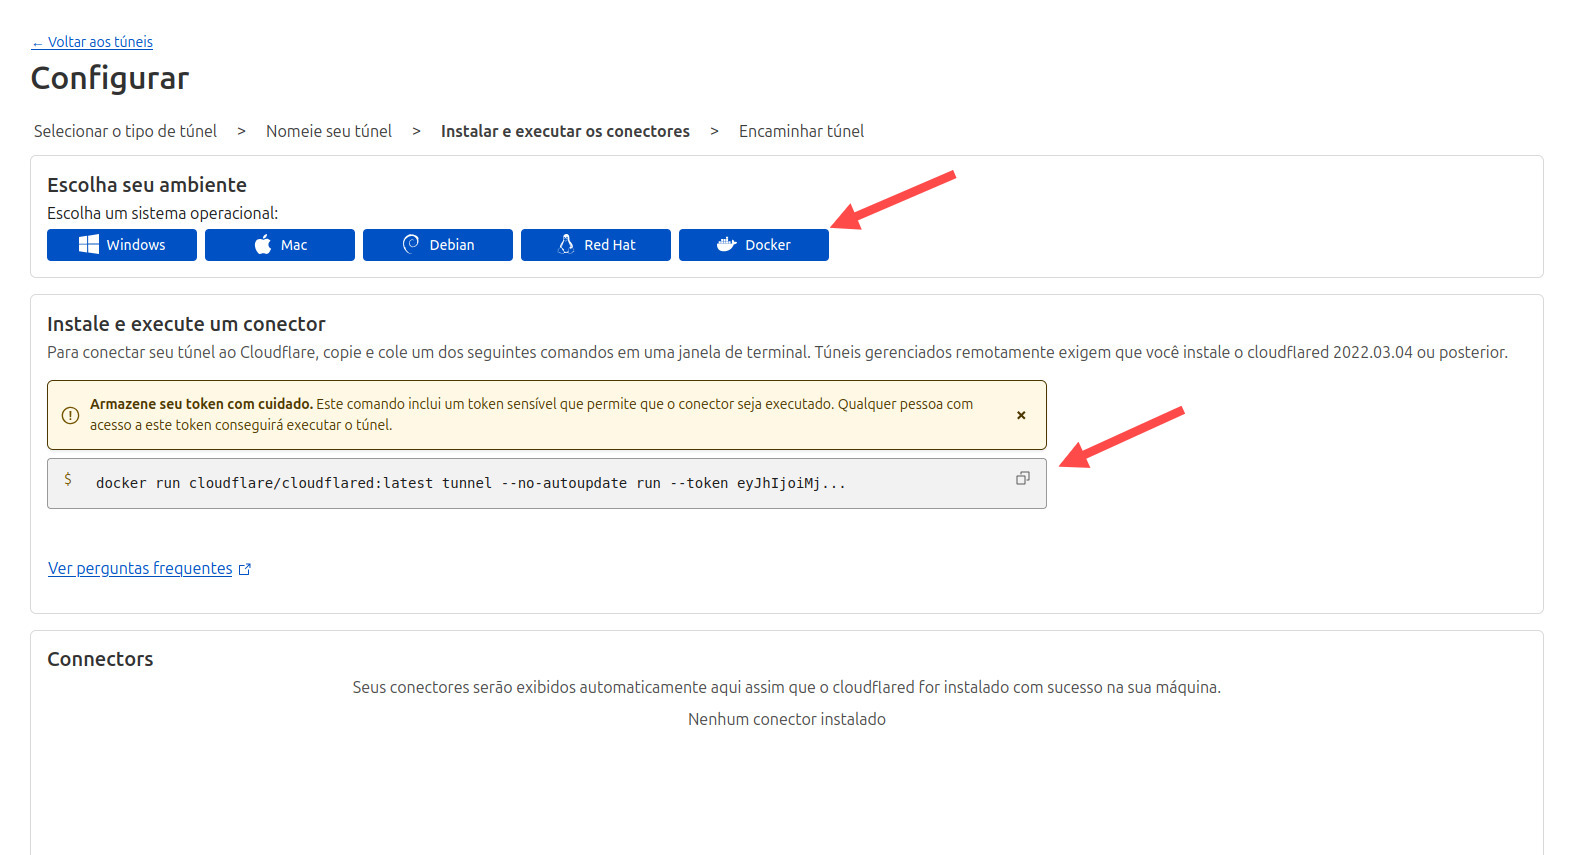 ← Voltar aos túneis
Configurar
Selecionar o tipo de túnel > Nomeie seu túnel > Instalar e executar os conectores > Encaminhar túnel
Escolha seu ambiente
Escolha um sistema operacional:
Windows Mac Debian Red Hat Docker
Instale e execute um conector
Para conectar seu túnel ao Cloudflare, copie e cole um dos seguintes comandos em uma janela de terminal. Túneis gerenciados remotamente exigem que você instale o cloudflared 2022.03.04 ou posterior.
Armazene seu token com cuidado. Este comando inclui um token sensível que permite que o conector seja executado. Qualquer pessoa com
acesso a este token conseguirá executar o túnel.
$ docker run cloudflare/cloudflared:latest tunnel --no-autoupdate run --token eyJhIjoiMj...
Ver perguntas frequentes
Connectors
Seus conectores serão exibidos automaticamente aqui assim que o cloudflared for instalado com sucesso na sua máquina.
Nenhum conector instalado